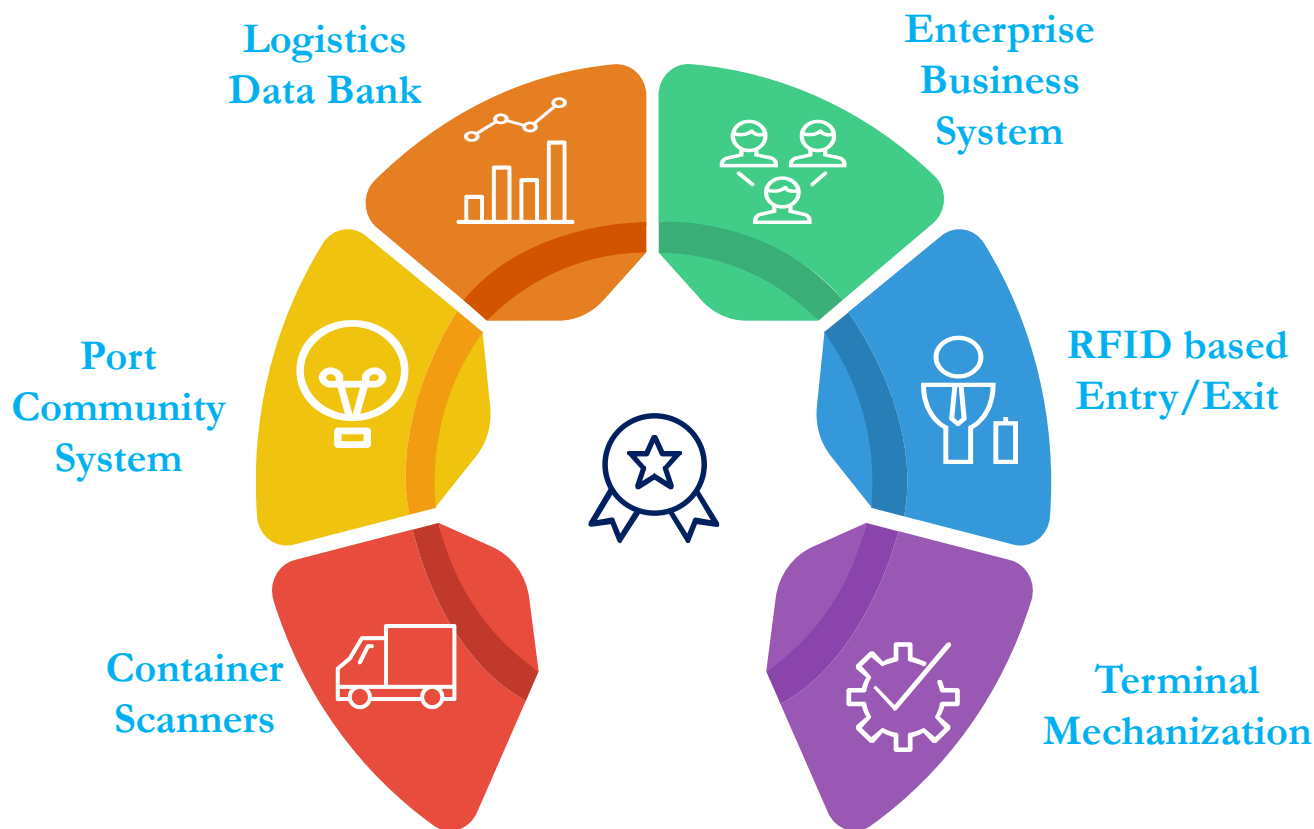 Logistics
Data Bank
Enterprise
Business
System
Port
Community
System
RFID based
Entry/Exit
Container
Scanners
Terminal
Mechanization